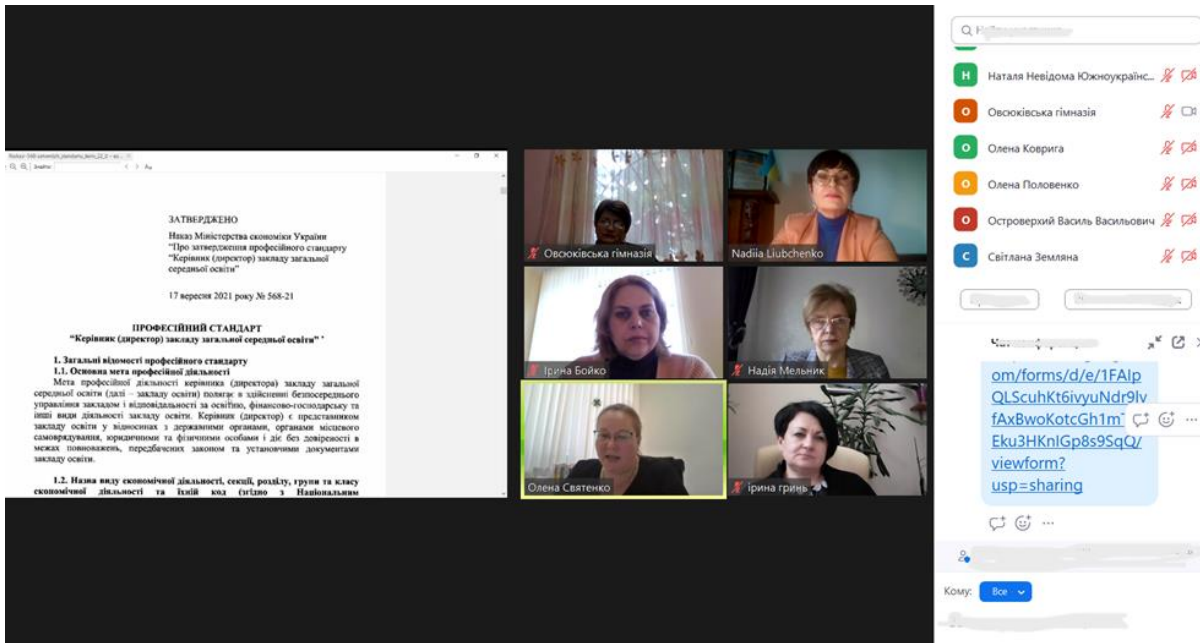 Знайти
ЗАТВЕРДЖЕНО
Наказ Міністерства економіки України
“Про затвердження професійного стандарту
“Керівник (директор) закладу загальної
середньої освіти”
17 вересня 2021 року № 568-21
ПРОФЕСІЙНИЙ СТАНДАРТ
“Керівник (директор) закладу загальної середньої освіти”
1. Загальні відомості професійного стандарту
1.1. Основна мета професійної діяльності
Мета професійної діяльності керівника (директора) закладу загальної
середньої освіти (далі – закладу освіти) полягає в здійсненні безпосереднього
управління закладом і відповідальності за освітню, фінансово-господарську та
інші види діяльності закладу освіти. Керівник (директор) є представником
закладу освіти у відносинах з державними органами, органами місцевого
самоврядування, юридичними та фізичними особами і діє без довіреності в
межах повноважень, передбачених законом та установчими документами
закладу освіти.
1.2. Назва виду економічної діяльності, секції, розділу, групи та класу
економічної діяльності та їхній код (згідно з Національним
Овсюківська гімназія
Nadiia Liubchenko
Ірина Бойко
Надія Мельник
Олена Святенко
ірина гринь
Н Наталя Невідома Южноукраїнс...
О Овсюківська гімназія
О Олена Коврига
О Олена Половенко
О Островерхий Василь Васильович
С Світлана Земляна
om/forms/d/e/1FAIp
QLScuhKt6ivyuNdr9Iv
fAxBwoKotcGh1m
Eku3HKnIGp8s9SqQ/
viewform?
usp=sharing
Кому: Все